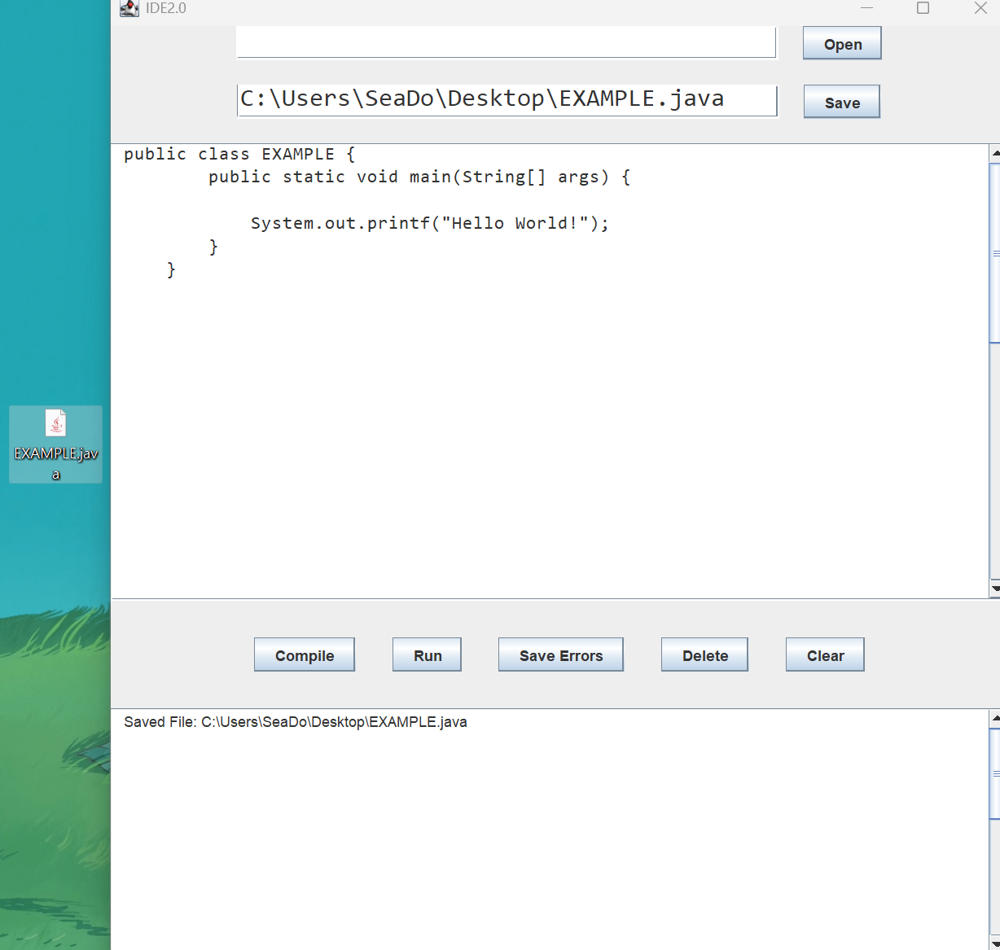 IDE2.0
Open
C:\Users\SeaDo\Desktop\EXAMPLE.java
Save
public class EXAMPLE {
public static void main(String[] args) {
System.out.printf("Hello World!");
}
}
EXAMPLE.jav
a
Compile
Run
Save Errors
Delete
Clear
Saved File: C:\Users\SeaDo\Desktop\EXAMPLE.java